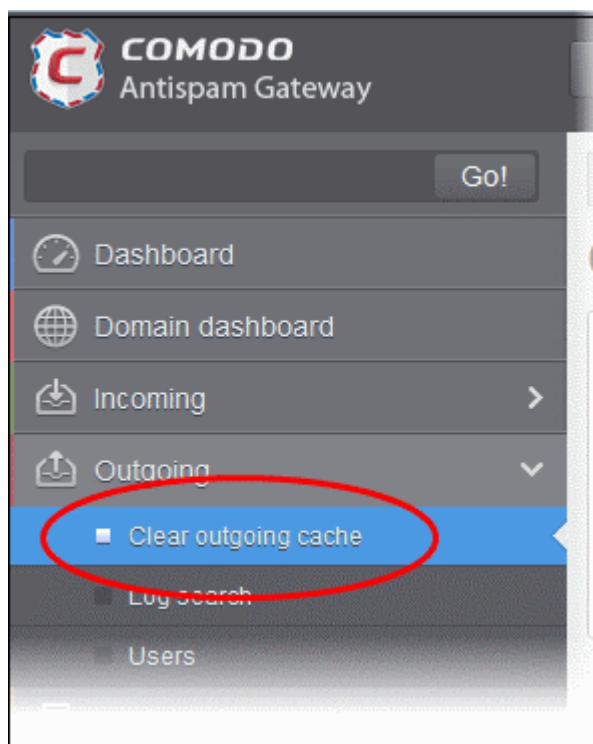 COMODO
Antispam Gateway
Go!
Dashboard
Domain dashboard
Incoming
Outgoing
Clear outgoing cache
Log search
Users